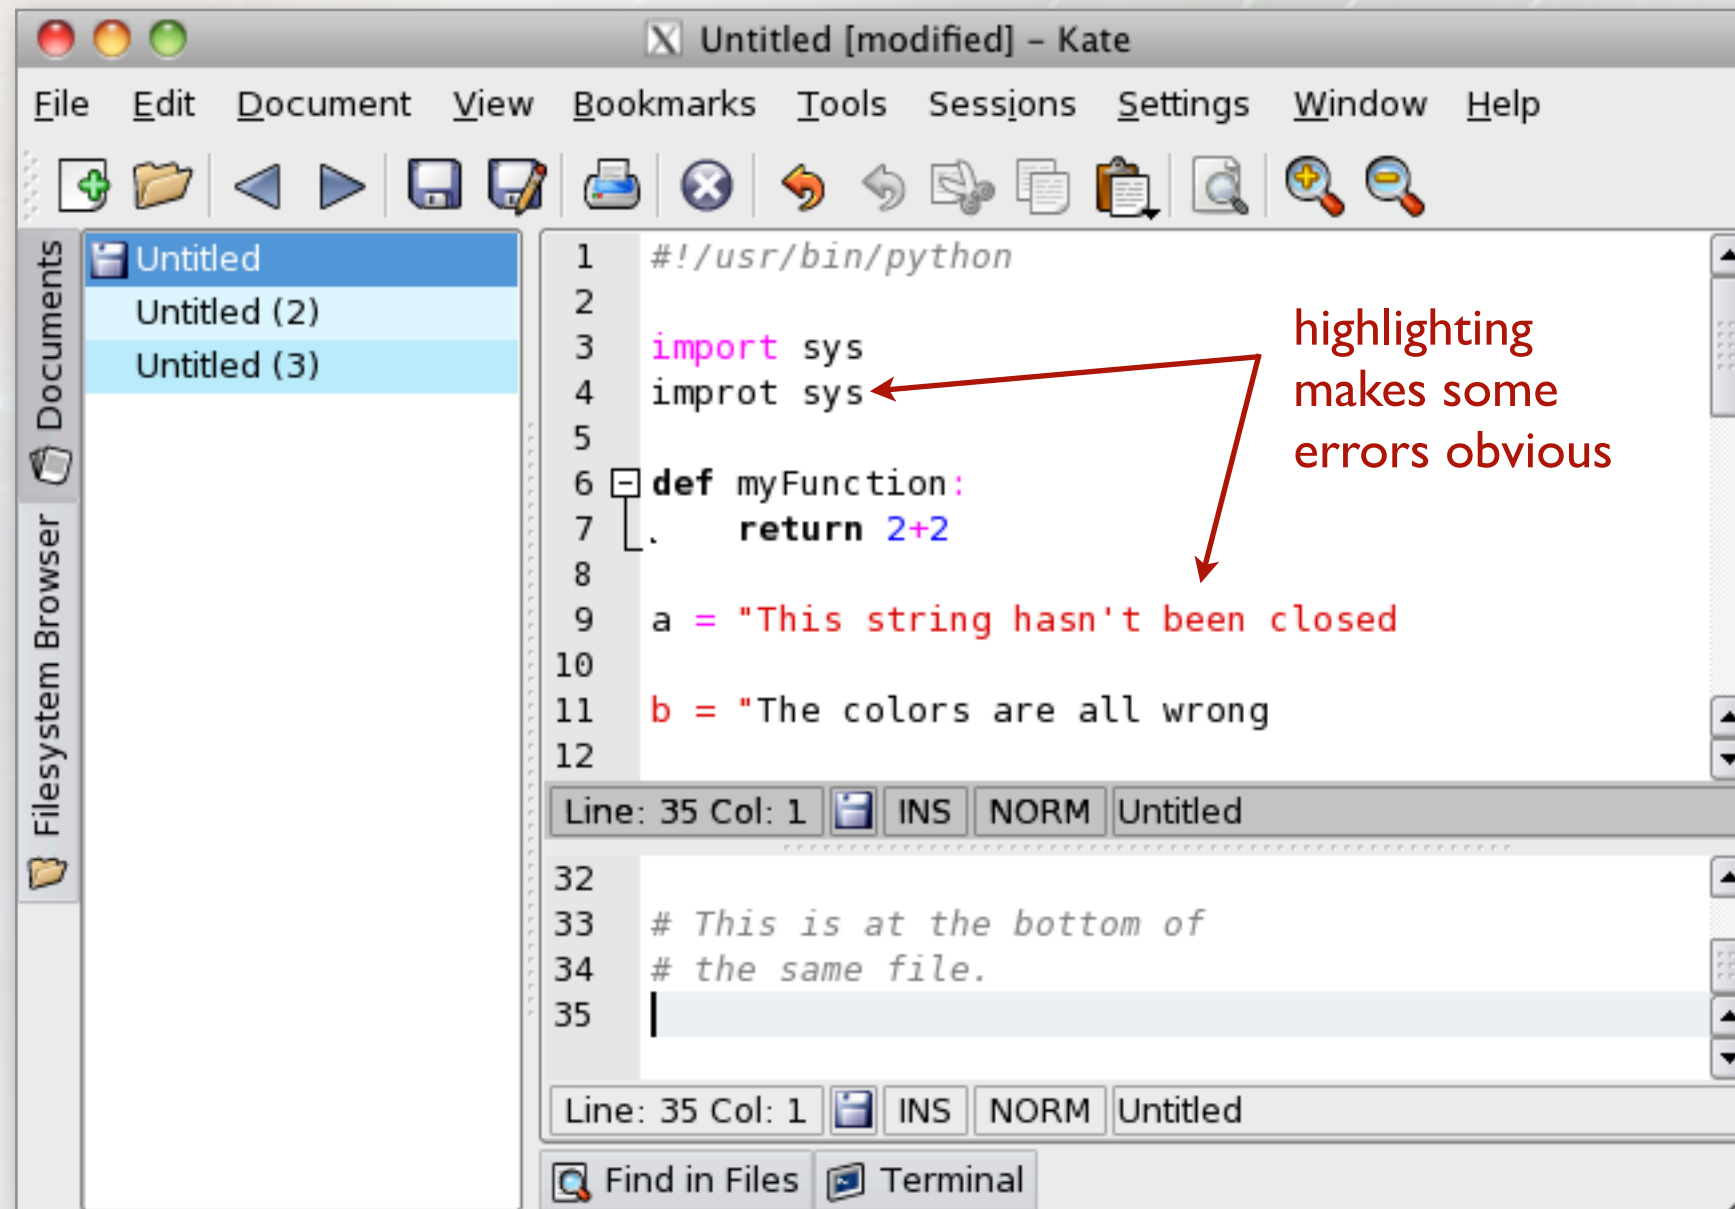 Untitled [modified] – Kate
File Edit Document View Bookmarks Tools Sessions Settings Window Help
Documents
Filesystem Browser
Untitled
Untitled (2)
Untitled (3)
1 #!/usr/bin/python
2
3 import sys
4 improt sys
5
6 def myFunction:
7 return 2+2
8
9 a = "This string hasn't been closed
10
11 b = "The colors are all wrong
12
highlighting
makes some
errors obvious
Line: 35 Col: 1 INS NORM Untitled
32
33 # This is at the bottom of
34 # the same file.
35
Line: 35 Col: 1 INS NORM Untitled
Find in Files Terminal